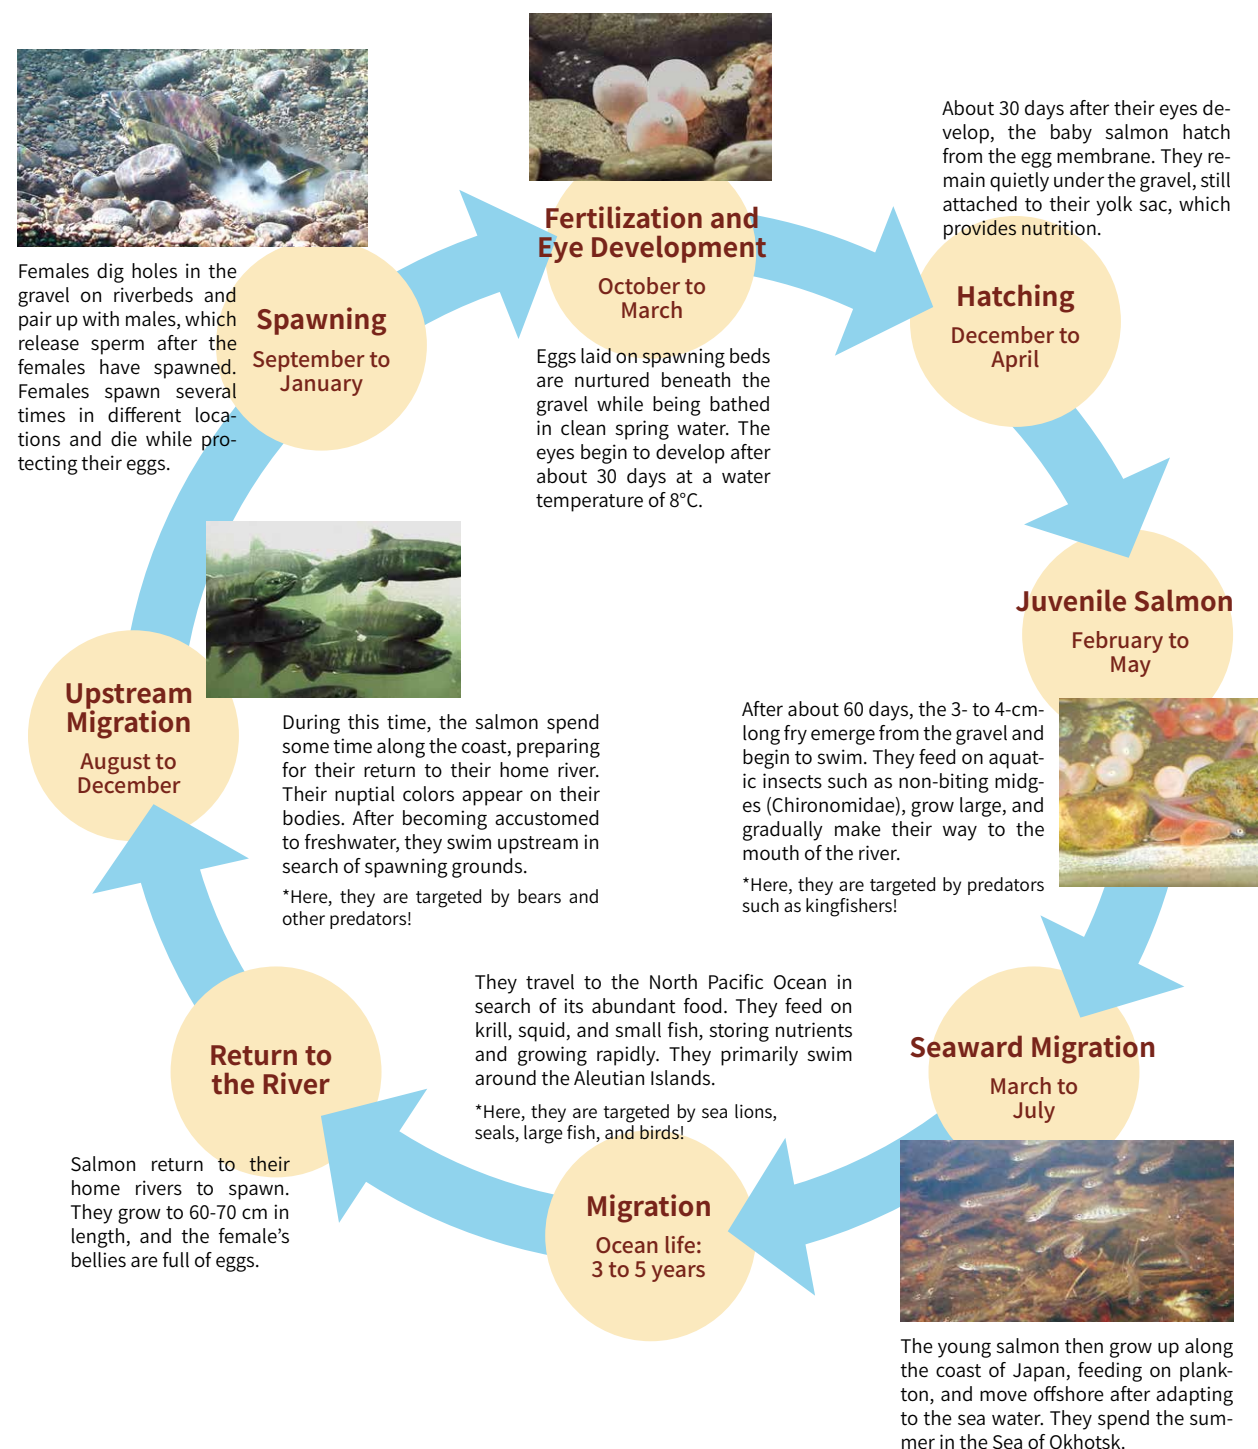 Females dig holes in the
gravel on riverbeds and
pair up with males, which
release sperm after the
females have spawned.
Females spawn several
times in different loca-
tions and die while pro-
tecting their eggs.
Spawning
September to
January
Fertilization and
Eye Development
October to
March
Eggs laid on spawning beds
are nurtured beneath the
gravel while being bathed
in clean spring water. The
eyes begin to develop after
about 30 days at a water
temperature of 8°C.
About 30 days after their eyes de-
velop, the baby salmon hatch
from the egg membrane. They re-
main quietly under the gravel, still
attached to their yolk sac, which
provides nutrition.
Hatching
December to
April
Juvenile Salmon
February to
May
After about 60 days, the 3- to 4-cm-
long fry emerge from the gravel and
begin to swim. They feed on aquat-
ic insects such as non-biting midg-
es (Chironomidae), grow large, and
gradually make their way to the
mouth of the river.
*Here, they are targeted by predators
such as kingfishers!
Seaward Migration
March to
July
The young salmon then grow up along
the coast of Japan, feeding on plank-
ton, and move offshore after adapting
to the sea water. They spend the sum-
mer in the Sea of Okhotsk.
They travel to the North Pacific Ocean in
search of its abundant food. They feed on
krill, squid, and small fish, storing nutrients
and growing rapidly. They primarily swim
around the Aleutian Islands.
*Here, they are targeted by sea lions,
seals, large fish, and birds!
Migration
Ocean life:
3 to 5 years
Return to
the River
Salmon return to their
home rivers to spawn.
They grow to 60-70 cm in
length, and the female's
bellies are full of eggs.
Upstream
Migration
August to
December
During this time, the salmon spend
some time along the coast, preparing
for their return to their home river.
Their nuptial colors appear on their
bodies. After becoming accustomed
to freshwater, they swim upstream in
search of spawning grounds.
*Here, they are targeted by bears and
other predators!